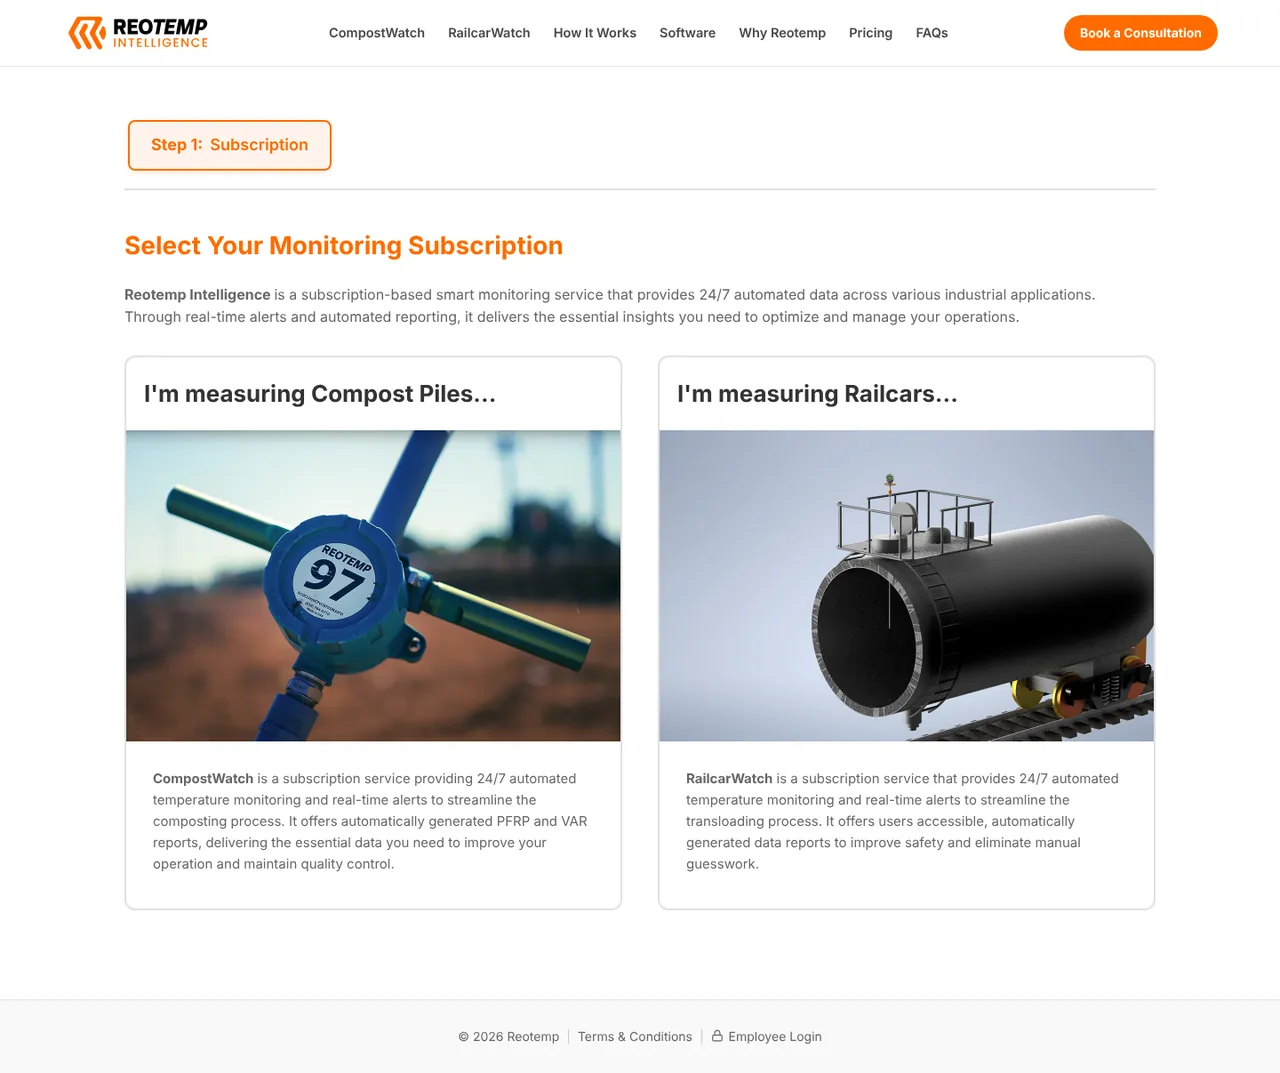 REOTEMP
INTELLIGENCE
CompostWatch
RailcarWatch
How It Works
Software
Why Reotemp
Pricing
FAQs
Book a Consultation
Step 1: Subscription
Select Your Monitoring Subscription
Reotemp Intelligence is a subscription-based smart monitoring service that provides 24/7 automated data across various industrial applications.
Through real-time alerts and automated reporting, it delivers the essential insights you need to optimize and manage your operations.
I'm measuring Compost Piles...
REOTEMP
97
CompostWatch is a subscription service providing 24/7 automated
temperature monitoring and real-time alerts to streamline the
composting process. It offers automatically generated PFRP and VAR
reports, delivering the essential data you need to improve your
operation and maintain quality control.
I'm measuring Railcars...
RailcarWatch is a subscription service that provides 24/7 automated
temperature monitoring and real-time alerts to streamline the
transloading process. It offers users accessible, automatically
generated data reports to improve safety and eliminate manual
guesswork.
© 2026 Reotemp
Terms & Conditions
Employee Login